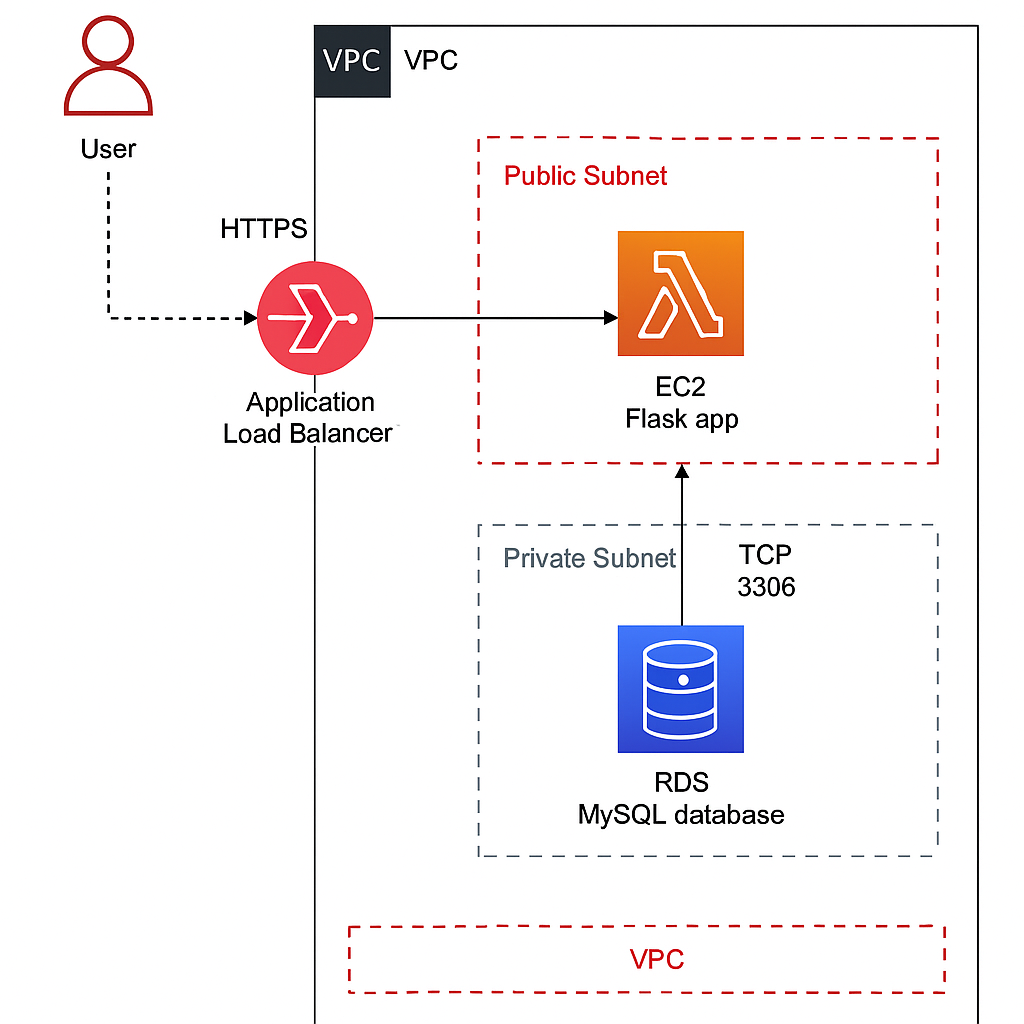 VPC
VPC
User
Public Subnet
HTTPS
Application
Load Balancer
EC2
Flask app
Private Subnet
TCP
3306
RDS
MySQL database
VPC